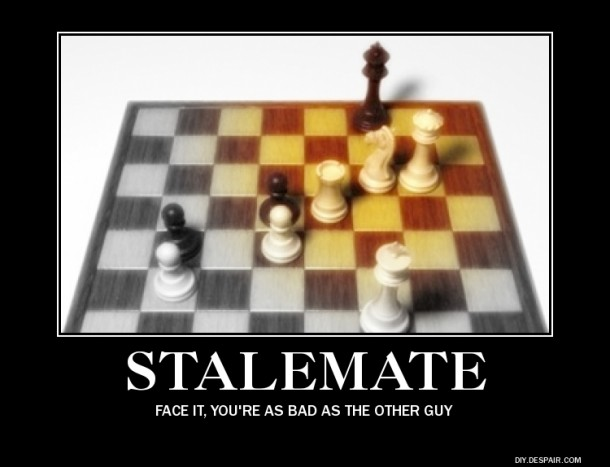 STALEMATE
FACE IT, YOU'RE AS BAD AS THE OTHER GUY
DIY.DESPAIR.COM